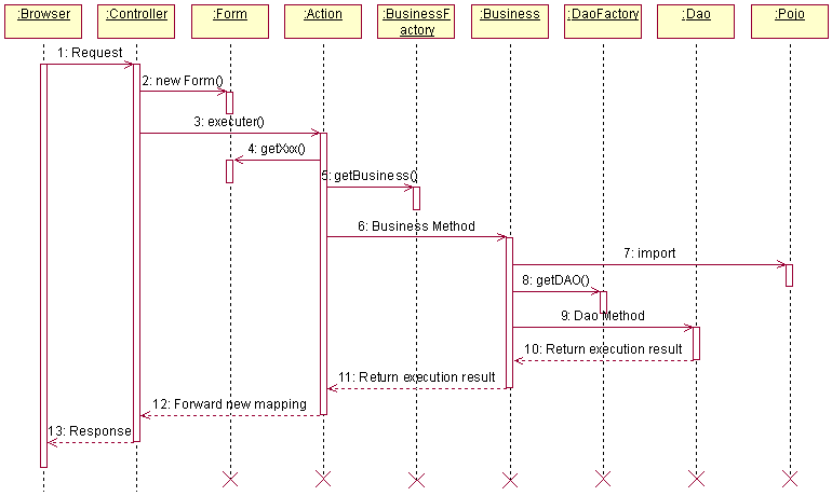 :Browser
:Controller
:Form
:Action
:BusinessF
actory
:Business
:DaoFactory
:Dao
:Pojo
1: Request
2: new Form()
3: executer()
4: getXxx()
5: getBusiness()
6: Business Method
7: import
8: getDAO()
9: Dao Method
10: Return execution result
11: Return execution result
12: Forward new mapping
13: Response